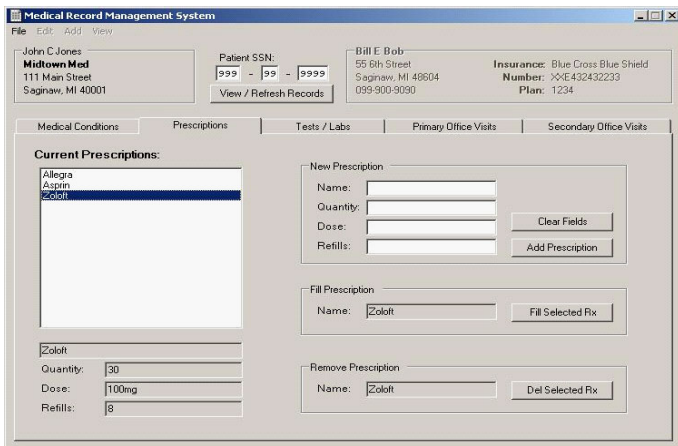 Medical Record Management System
File Edit Add View
John C Jones
Midtown Med
111 Main Street
Saginaw, MI 40001
Patient SSN:
999 - 99 - 9999
View / Refresh Records
Bill E Bob
55 6th Street
Saginaw, MI 48604
099-900-9090
Insurance: Blue Cross Blue Shield
Number: XXE432432233
Plan: 1234
Medical Conditions
Prescriptions
Tests / Labs
Primary Office Visits
Secondary Office Visits
Current Prescriptions:
Allegra
Asprin
Zoloft
Zoloft
Quantity: 30
Dose: 100mg
Refills: 8
New Prescription
Name:
Quantity:
Dose:
Refills:
Clear Fields
Add Prescription
Fill Prescription
Name: Zoloft
Fill Selected Rx
Remove Prescription
Name: Zoloft
Del Selected Rx